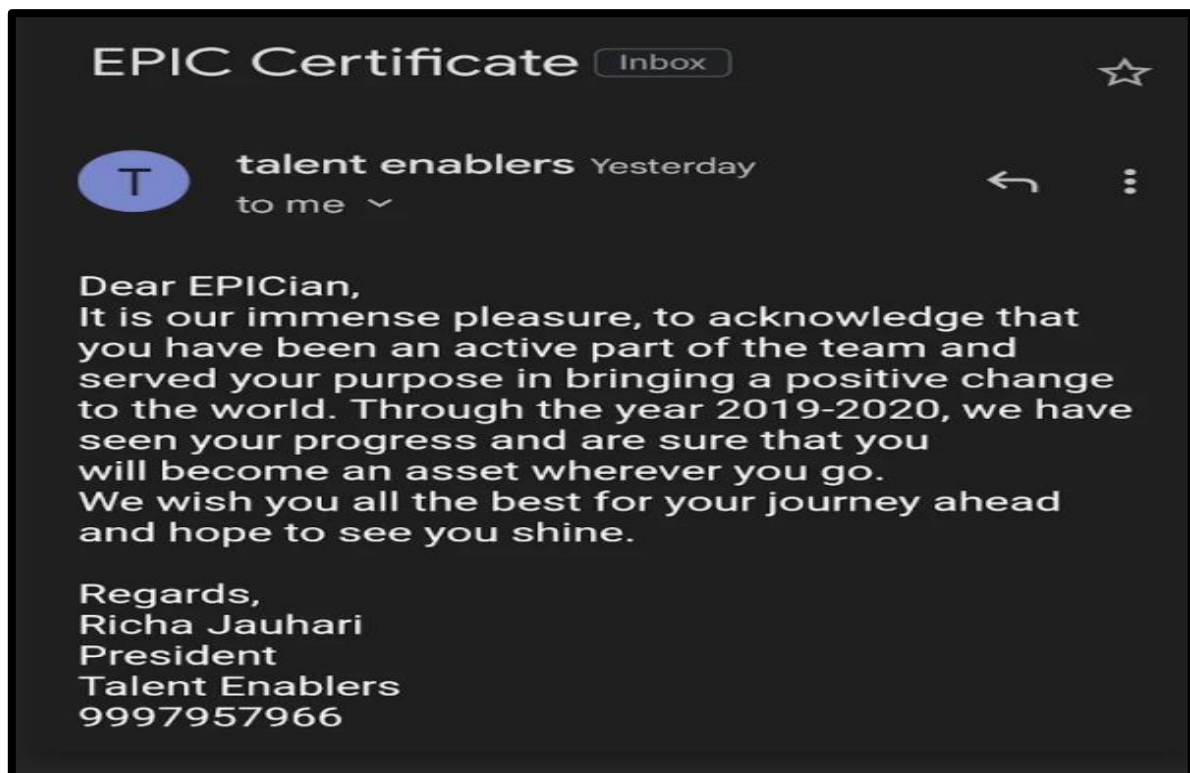 EPIC Certificate Inbox
T
talent enablers Yesterday
to me
Dear EPICian,
It is our immense pleasure, to acknowledge that
you have been an active part of the team and
served your purpose in bringing a positive change
to the world. Through the year 2019-2020, we have
seen your progress and are sure that you
will become an asset wherever you go.
We wish you all the best for your journey ahead
and hope to see you shine.
Regards,
Richa Jauhari
President
Talent Enablers
9997957966